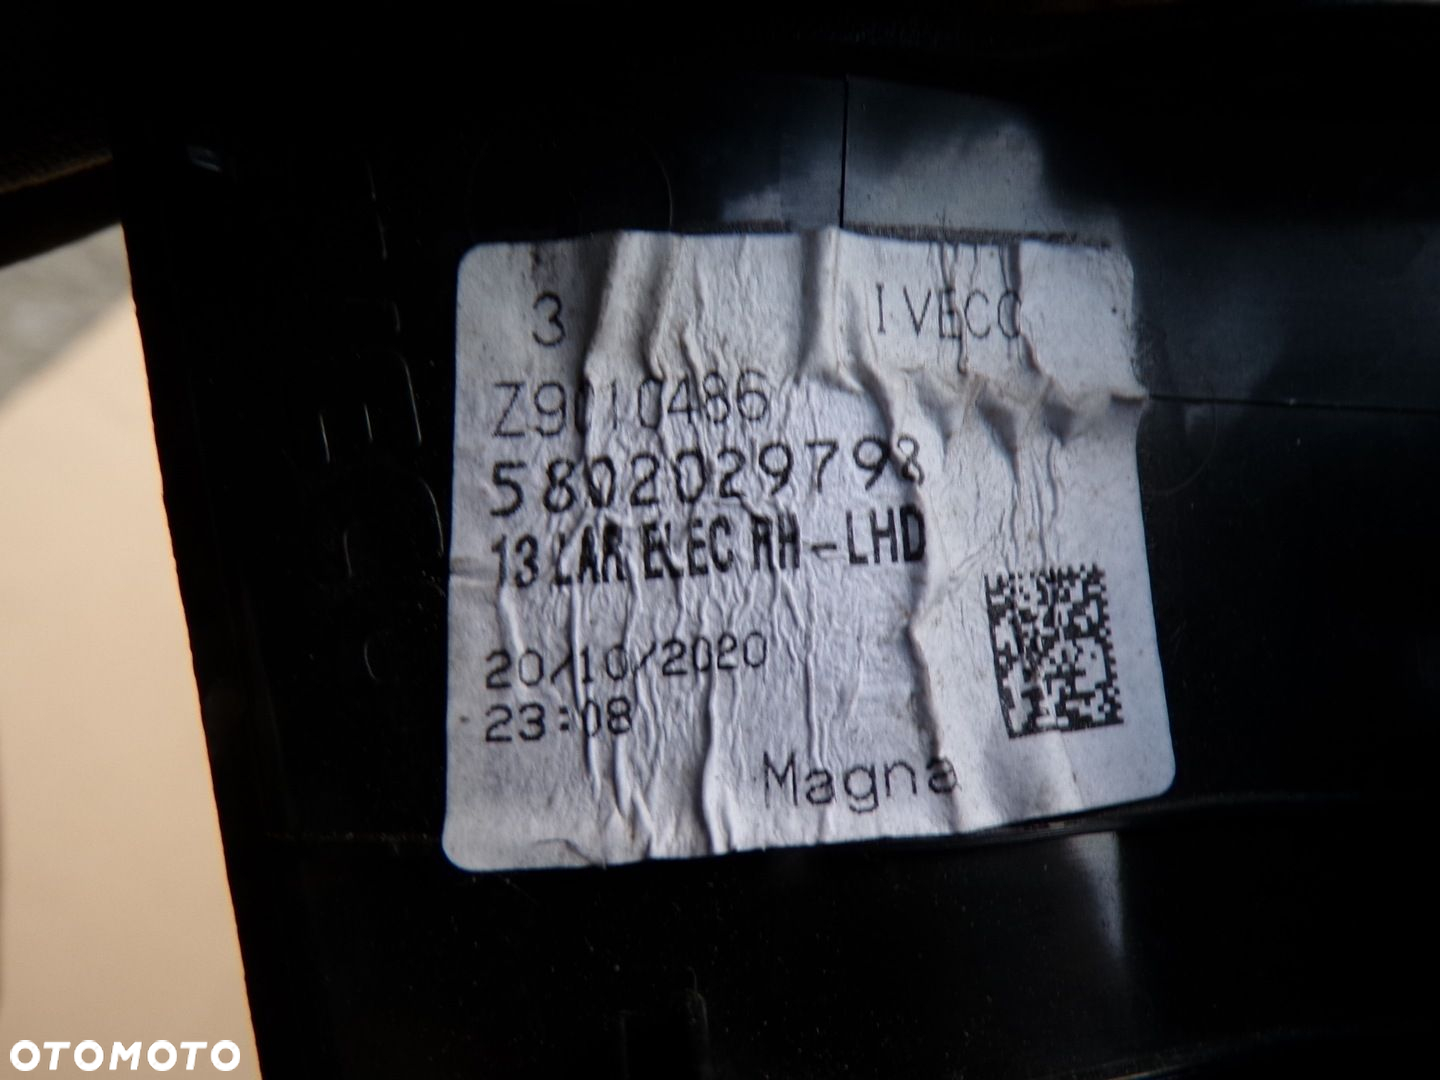 3 IVECO
Z9010486
5802029798
13 LAR ELEC RH-LHD
20/10/2020
23:08
Magna
OTOMOTO